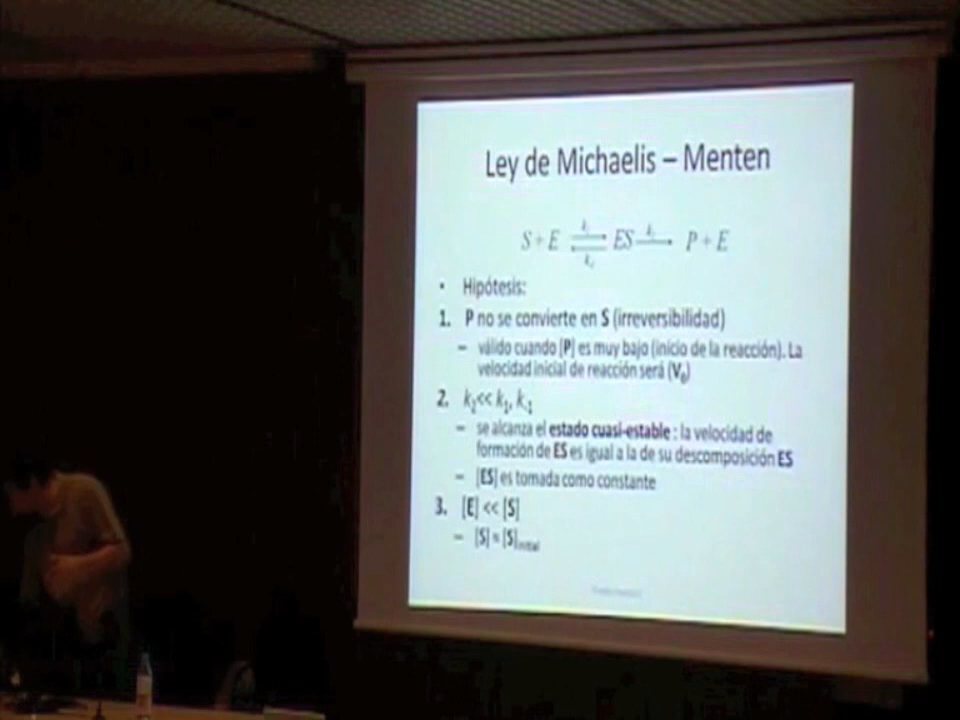 Ley de Michaelis – Menten
S + E ⇌ ES → P + E
• Hipótesis:
1. P no se convierte en S (irreversibilidad)
– válido cuando [P] es muy bajo (inicio de la reacción). La
velocidad inicial de reacción será (V₀)
2. k₂<< k₁, k₋₁
– se alcanza el estado cuasi-estable : la velocidad de
formación de ES es igual a la de su descomposición ES
– [ES] es tomada como constante
3. [E] << [S]
– [S] ≈ [S]